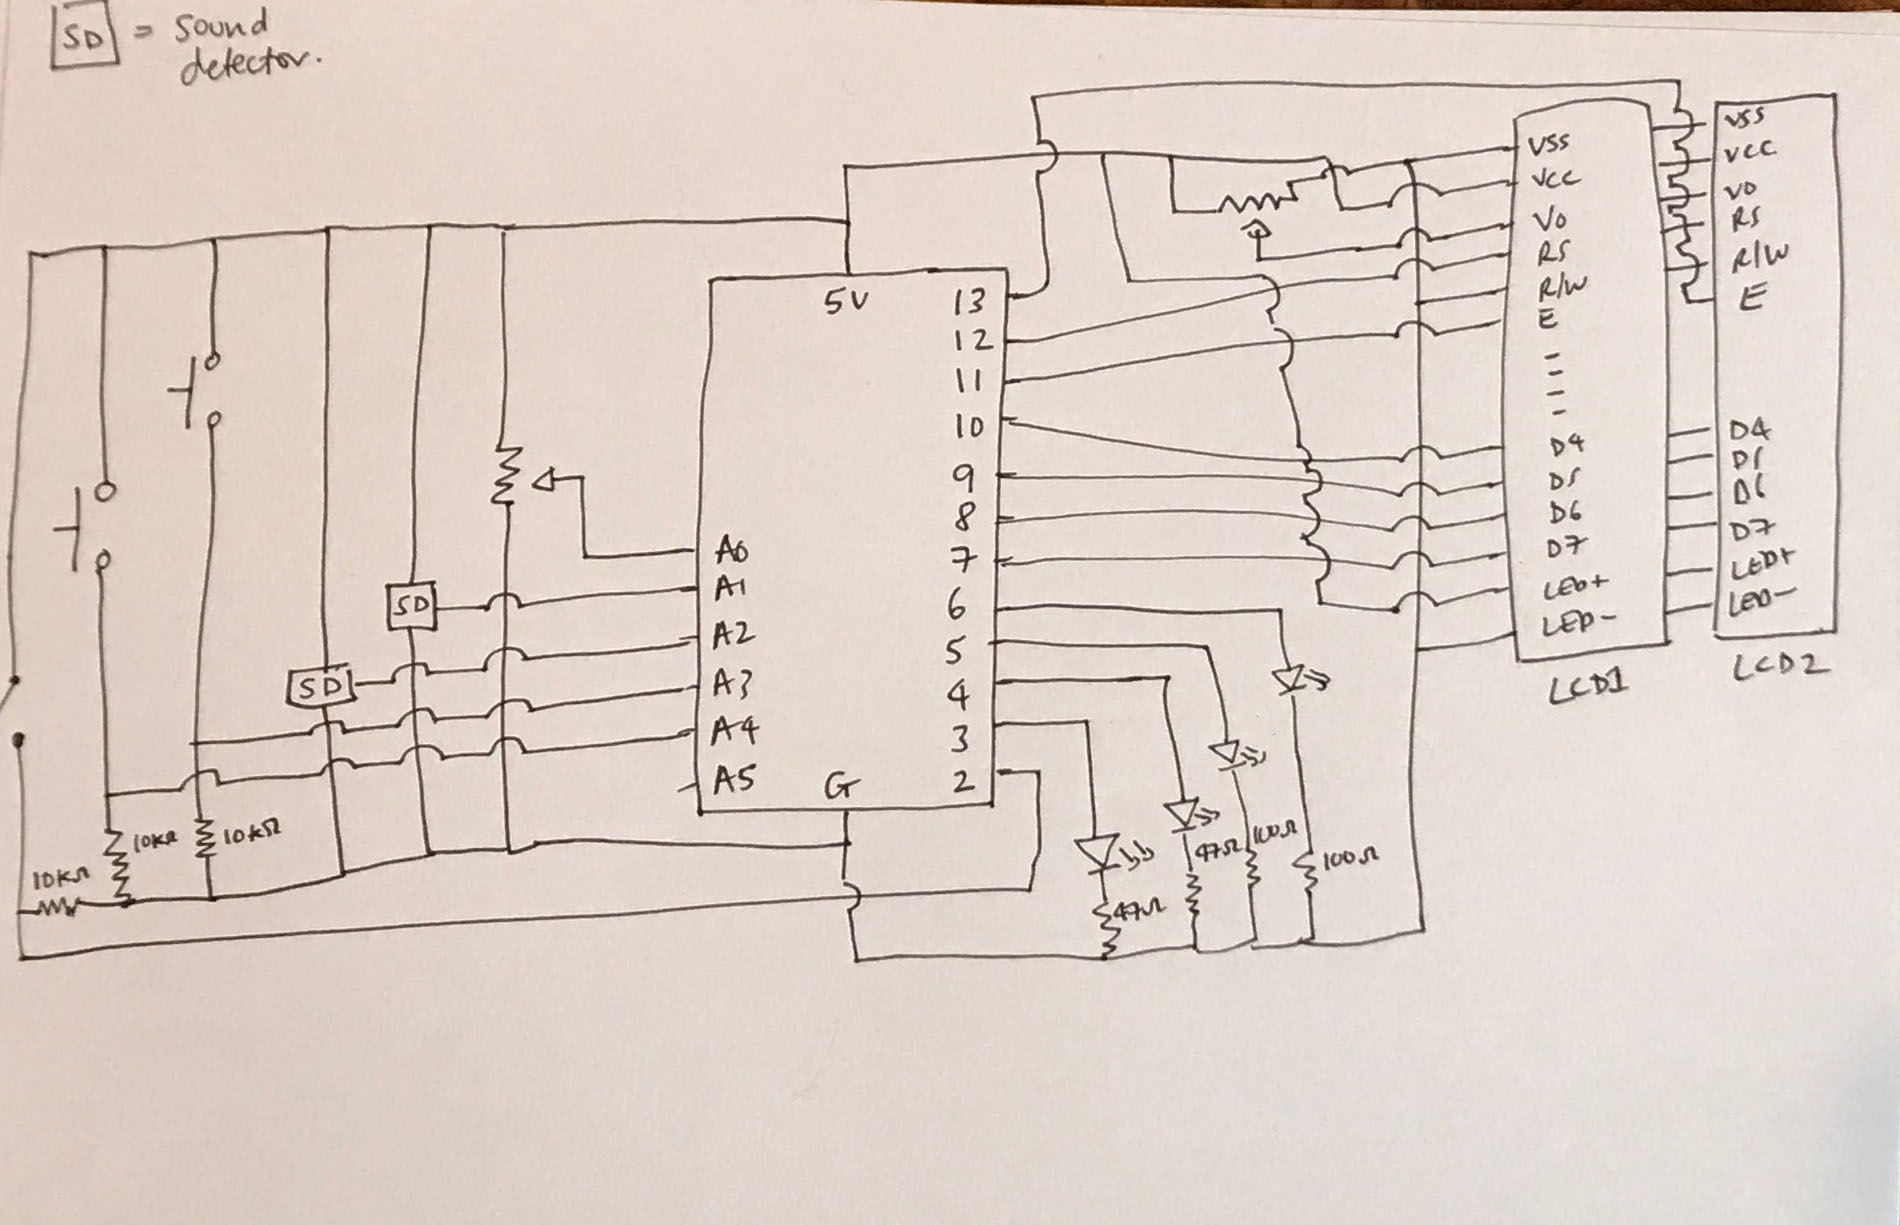 SD = Sound
detector.
5V
13
12
11
10
9
8
7
6
5
4
3
2
A0
A1
A2
A3
A4
A5
G
SD
SD
10KΩ
10KΩ
10KΩ
47Ω
47Ω
100Ω
100Ω
VSS
VCC
VO
RS
R/W
E
D4
D5
D6
D7
LED+
LED-
LCD1
VSS
VCC
VO
RS
R/W
E
D4
D5
D6
D7
LED+
LED-
LCD2